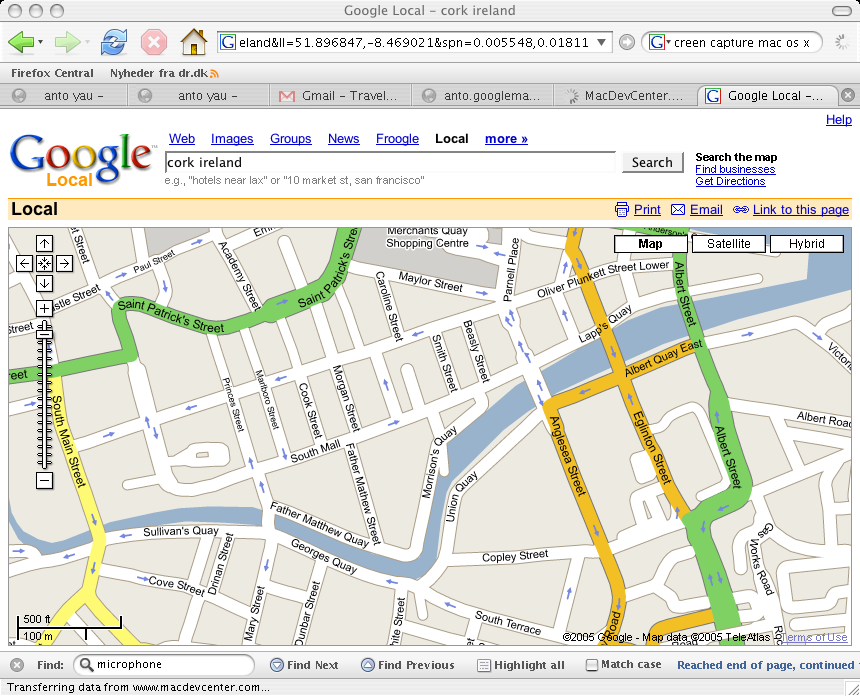 Google Local - cork ireland
eland&ll=51.896847,-8.469021&spn=0.005548,0.01811
creen capture mac os x
Firefox Central Nyheder fra dr.dk
anto yau – anto yau – Gmail – Travel... anto.googlema... MacDevCenter.... Google Local –...
Help
Web Images Groups News Froogle Local more »
Google Local
cork ireland
Search
e.g., "hotels near lax" or "10 market st, san francisco"
Search the map
Find businesses
Get Directions
Local
Print Email Link to this page
Map Satellite Hybrid
Merchants Quay
Shopping Centre
Paul Street
Academy Street
Saint Patrick's Street
Saint Patrick's Street
Maylor Street
Caroline Street
Parnell Place
Oliver Plunkett Street Lower
Anderson's
Albert Street
stle Street
Street
reet
Lapp's Quay
Smith Street
Beasly Street
Albert Quay East
Victoria
Princes Street
Marlboro Street
Cook Street
Morgan Street
South Main Street
South Mall
Father Mathew Street
Morrison's Quay
Union Quay
Anglesea Street
Eglinton Street
Albert Street
Albert Road
Father Matthew Quay
Sullivan's Quay
Georges Quay
Copley Street
Gas Works Road
Cove Street
Drinan Street
Mary Street
Dunbar Street
hite Street
South Terrace
Road
Road
500 ft
100 m
©2005 Google - Map data ©2005 TeleAtlas Terms of Use
Find: microphone Find Next Find Previous Highlight all Match case Reached end of page, continued
Transferring data from www.macdevcenter.com...